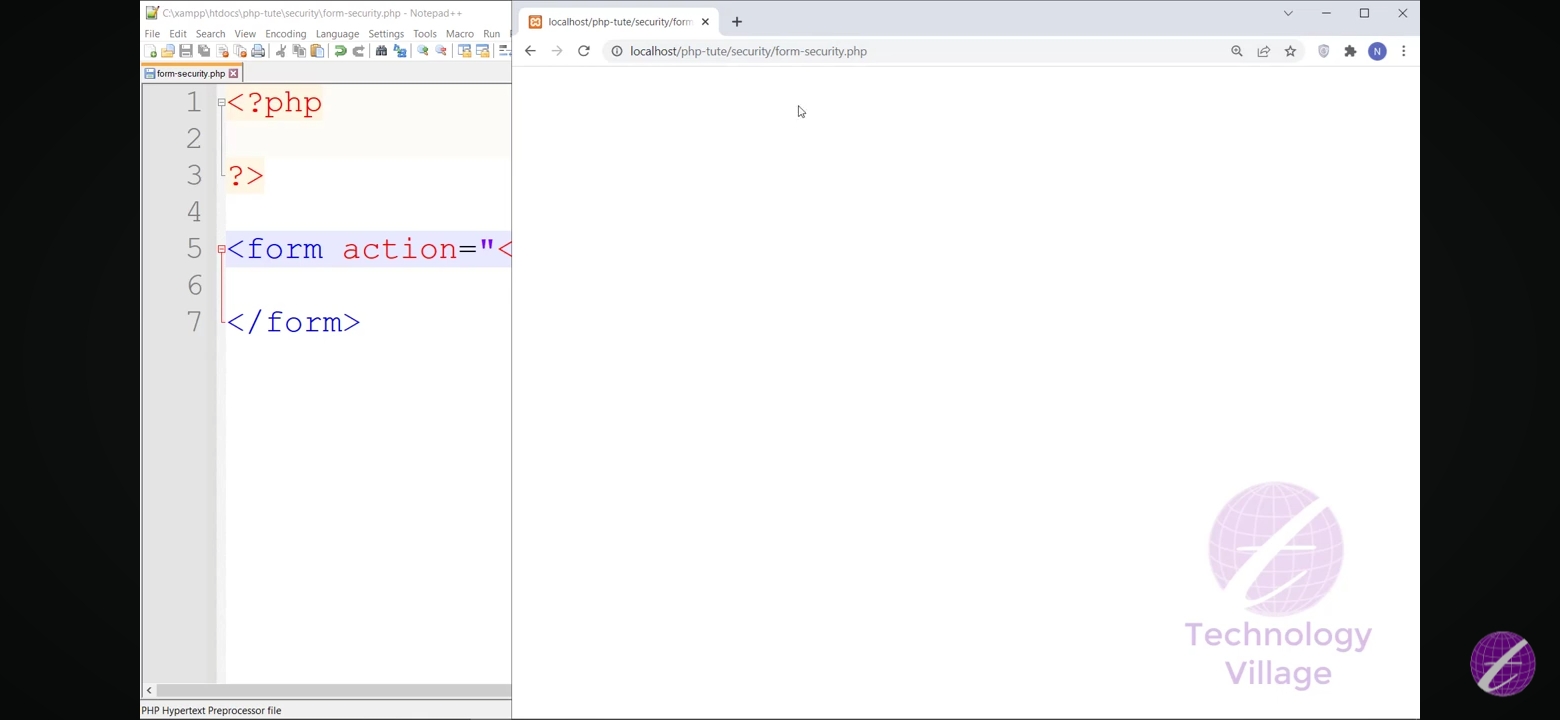 C:\xampp\htdocs\php-tute\security\form-security.php - Notepad++
File Edit Search View Encoding Language Settings Tools Macro Run
form-security.php
1 <?php
2
3 ?>
4
5 <form action="<
6
7 </form>
PHP Hypertext Preprocessor file
localhost/php-tute/security/form
localhost/php-tute/security/form-security.php
N
Technology
Village